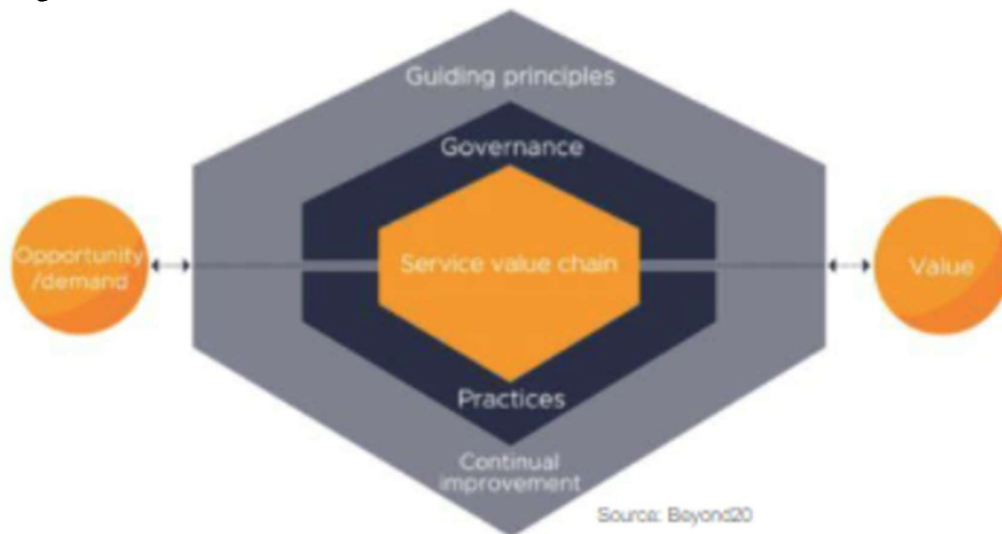 Guiding principles
Governance
Opportunity
/demand
Service value chain
Value
Practices
Continual
improvement
Source: Beyond20